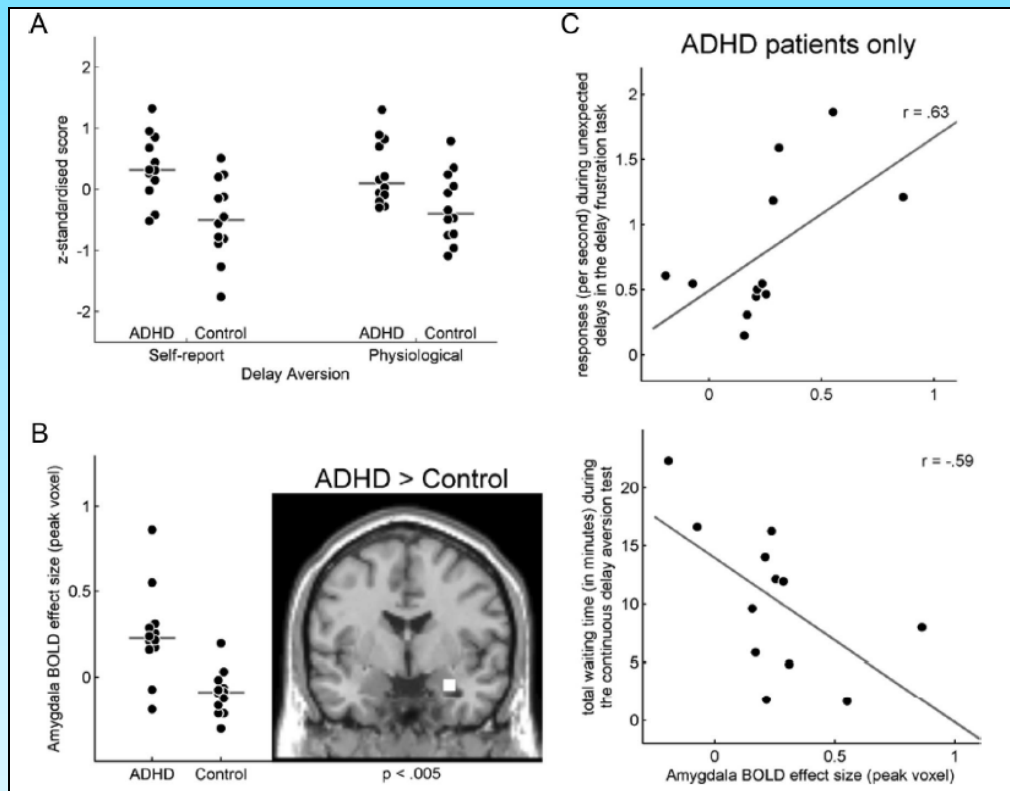 A
z-standardised score
2
1
0
-1
-2
ADHD Control ADHD Control
Self-report Physiological
Delay Aversion
B
Amygdala BOLD effect size (peak voxel)
1
0.5
0
ADHD Control
ADHD > Control
p < .005
C
ADHD patients only
responses (per second) during unexpected
delays in the delay frustration task
2
1.5
1
0.5
0
r = .63
0 0.5 1
total waiting time (in minutes) during
the continuous delay aversion test
20
15
10
5
0
r = -.59
0 0.5 1
Amygdala BOLD effect size (peak voxel)